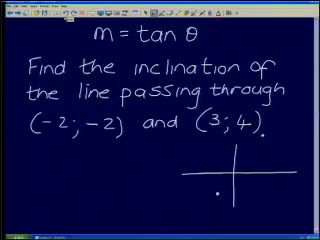 m = tan θ
Find the inclination of
the line passing through
(-2 ; -2) and (3 ; 4).